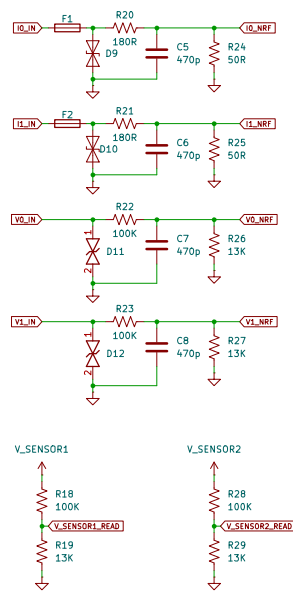 F1 R20
I0_IN I0_NRF
D9 180R C5 R24
470p 50R
F2 R21
I1_IN I1_NRF
D10 180R C6 R25
470p 50R
R22
V0_IN V0_NRF
1 100K C7 R26
D11 470p 13K
2
R23
V1_IN V1_NRF
1 100K C8 R27
D12 470p 13K
2
V_SENSOR1 V_SENSOR2
R18 R28
100K 100K
V_SENSOR1_READ V_SENSOR2_READ
R19 R29
13K 13K